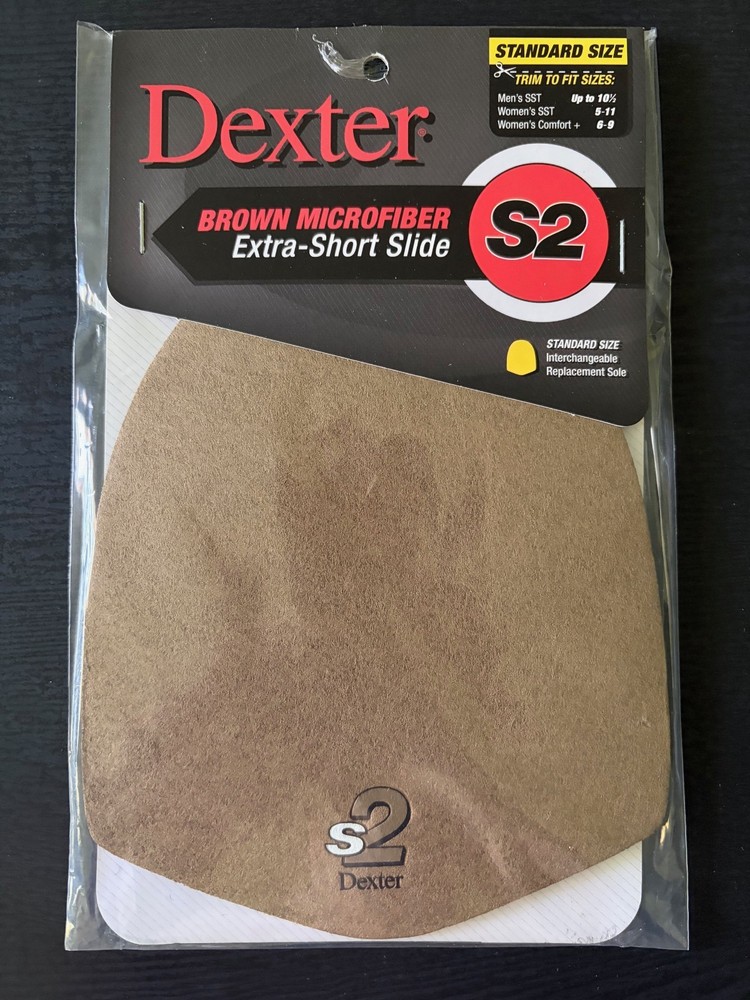 STANDARD SIZE
TRIM TO FIT SIZES:
Men's SST Up to 10½
Women's SST 5-11
Women's Comfort + 6-9
Dexter®
BROWN MICROFIBER
Extra-Short Slide
S2
STANDARD SIZE
Interchangeable
Replacement Sole
s2
Dexter